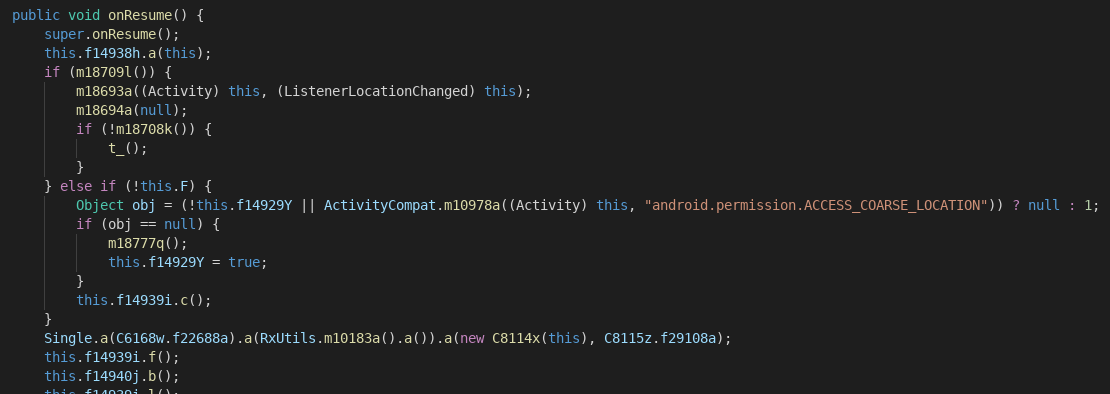 public void onResume() {
    super.onResume();
    this.f14938h.a(this);
    if (m18709l()) {
        m18693a((Activity) this, (ListenerLocationChanged) this);
        m18694a(null);
        if (!m18708k()) {
            t_();
        }
    } else if (!this.F) {
        Object obj = (!this.f14929Y || ActivityCompat.m10978a((Activity) this, "android.permission.ACCESS_COARSE_LOCATION")) ? null : 1;
        if (obj == null) {
            m18777q();
            this.f14929Y = true;
        }
        this.f14939i.c();
    }
    Single.a(C6168w.f22688a).a(RxUtils.m10183a().a()).a(new C8114x(this), C8115z.f29108a);
    this.f14939i.f();
    this.f14940j.b();